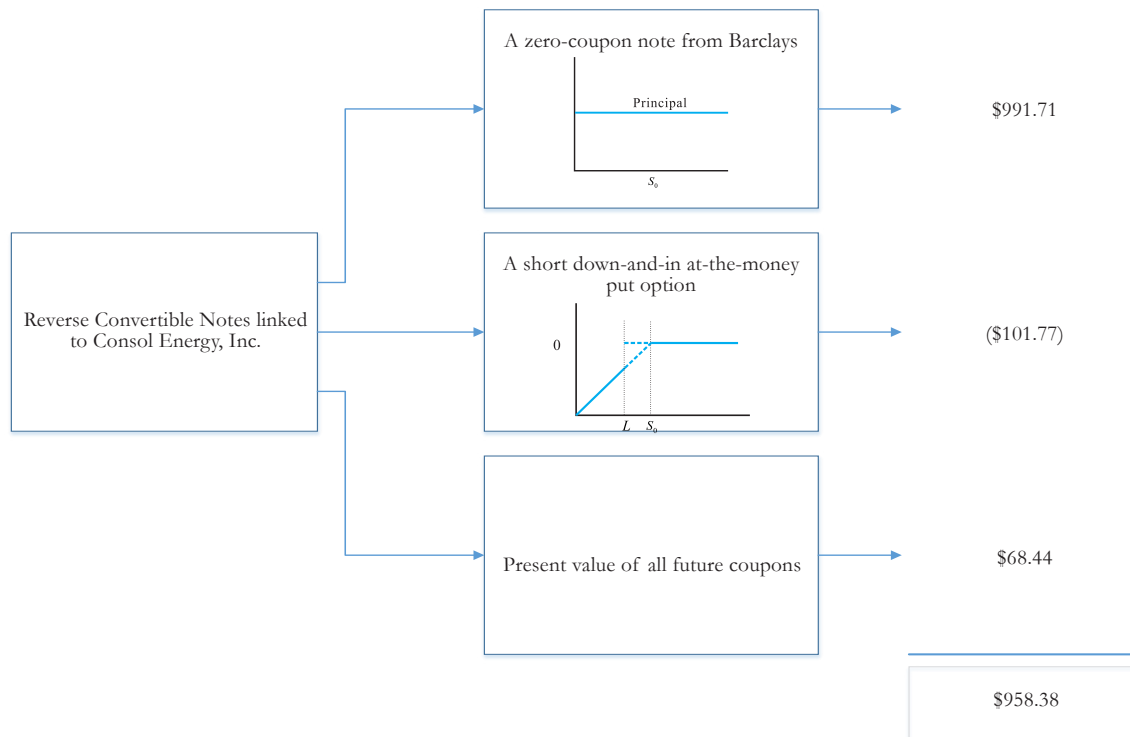 A zero-coupon note from Barclays
Principal
S₀
$991.71
Reverse Convertible Notes linked
to Consol Energy, Inc.
A short down-and-in at-the-money
put option
0
L S₀
($101.77)
Present value of all future coupons
$68.44
$958.38